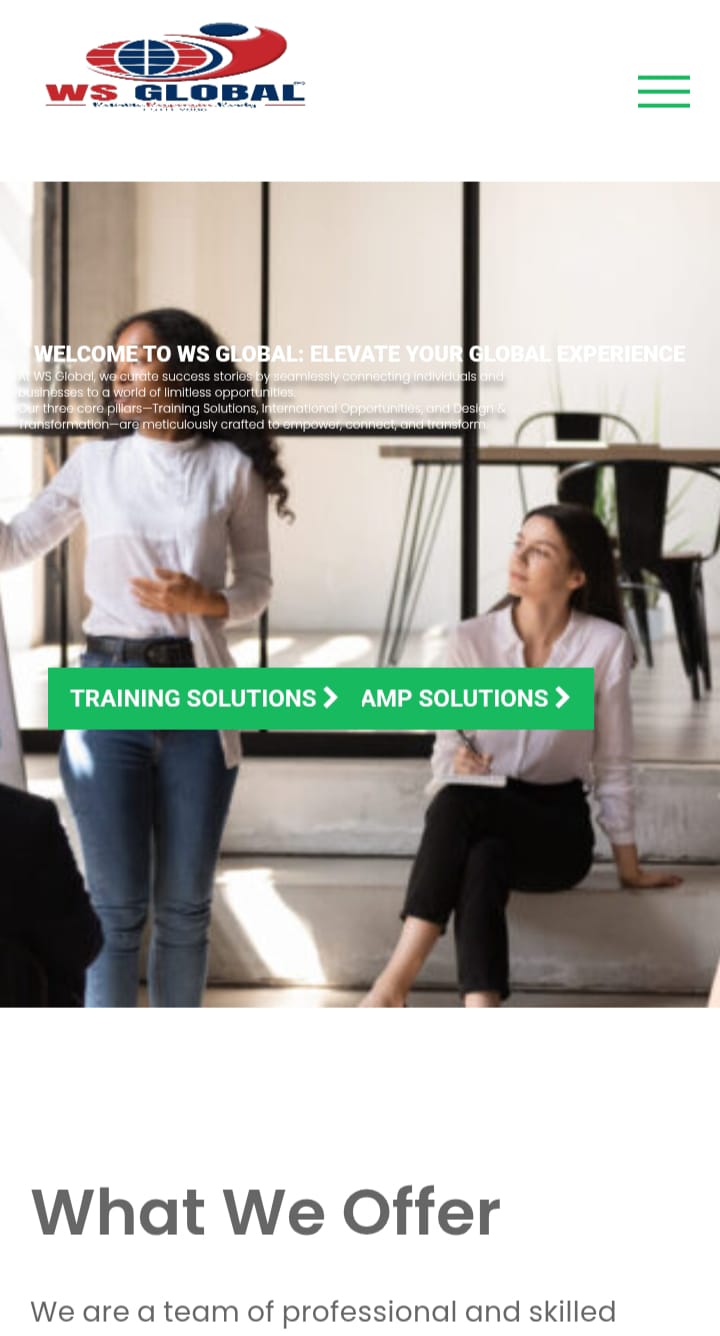 WS GLOBAL
WELCOME TO WS GLOBAL: ELEVATE YOUR GLOBAL EXPERIENCE
At WS Global, we curate success stories by seamlessly connecting individuals and
businesses to a world of limitless opportunities.
Our three core pillars—Training Solutions, International Opportunities, and Design &
Transformation—are meticulously crafted to empower, connect, and transform.
TRAINING SOLUTIONS AMP SOLUTIONS
What We Offer
We are a team of professional and skilled